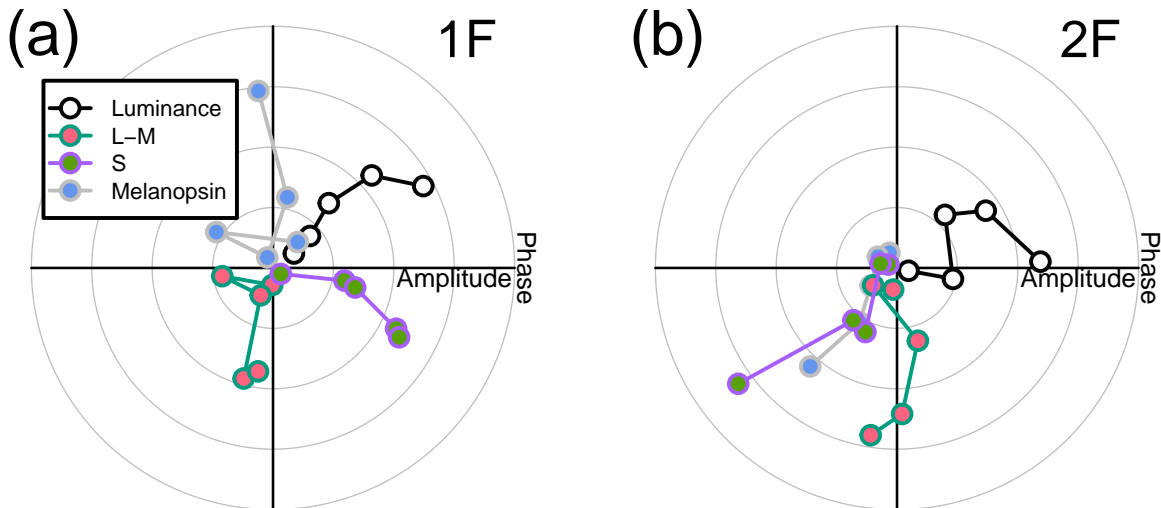 (a)
1F
Luminance
L−M
S
Melanopsin
Amplitude
Phase
(b)
2F
Amplitude
Phase